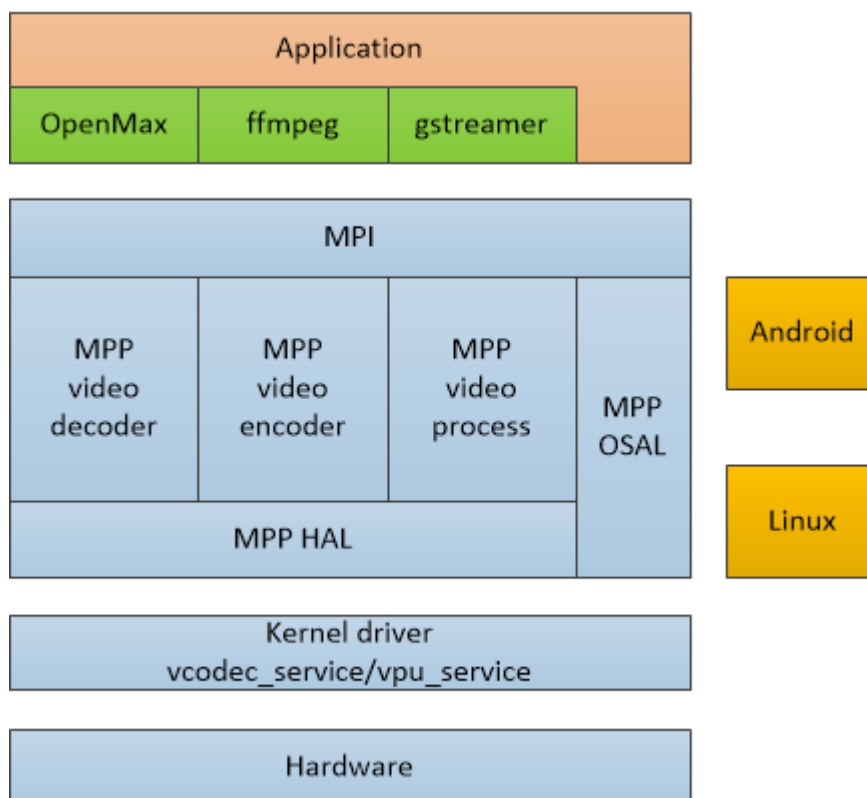 Application
OpenMax
ffmpeg
gstreamer
MPI
MPP
video
decoder
MPP
video
encoder
MPP
video
process
MPP
OSAL
MPP HAL
Android
Linux
Kernel driver
vcodec_service/vpu_service
Hardware